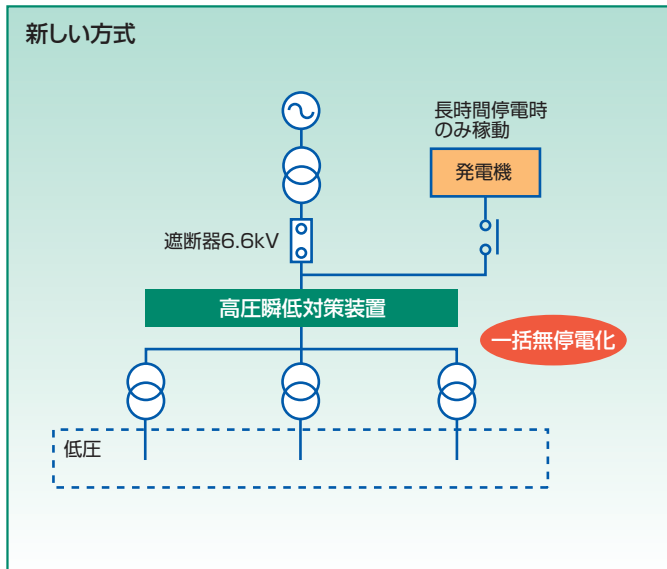 新しい方式
長時間停電時
のみ稼動
発電機
遮断器6.6kV
高圧瞬低対策装置
一括無停電化
低圧